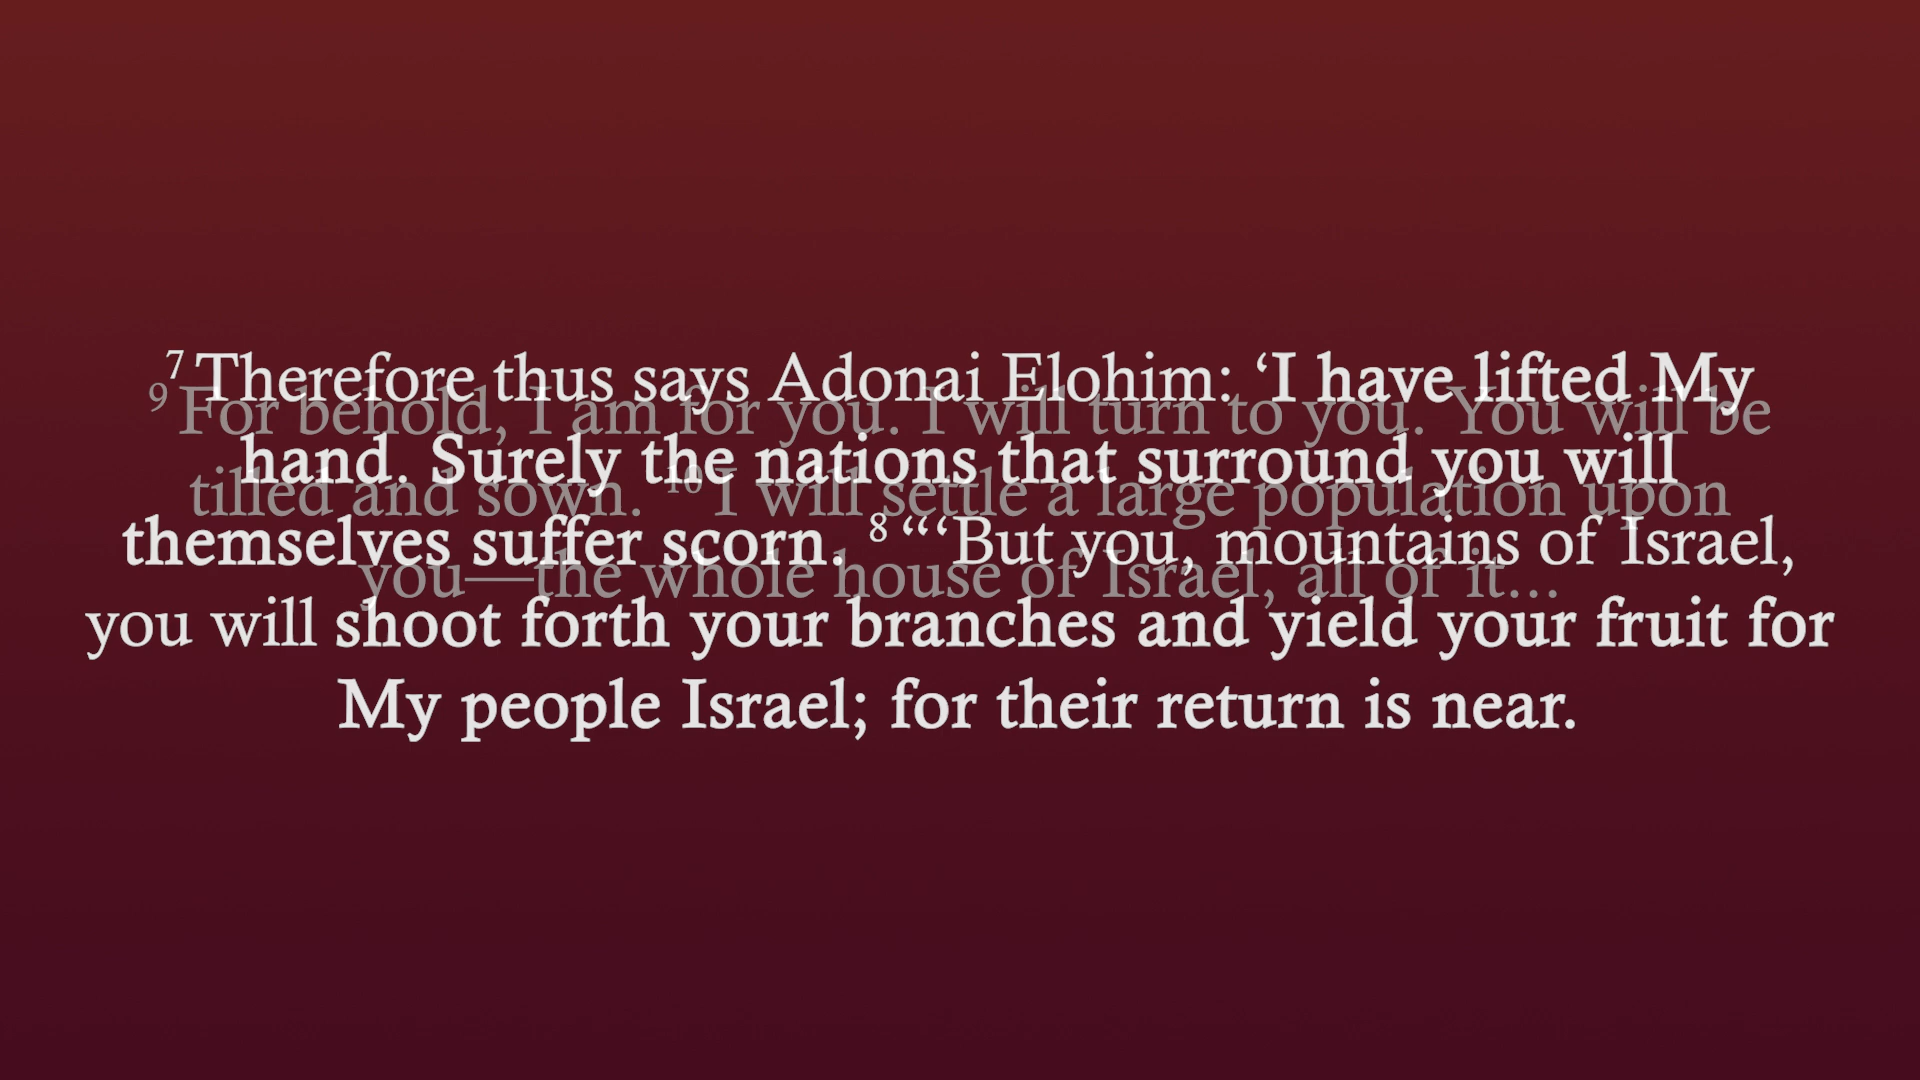 7 Therefore thus says Adonai Elohim: ‘I have lifted My
hand. Surely the nations that surround you will
themselves suffer scorn. 8 “‘“But you, mountains of Israel,
you will shoot forth your branches and yield your fruit for
My people Israel; for their return is near.
9 For behold, I am for you. I will turn to you. You will be
tilled and sown. 10 I will settle a large population upon
you—the whole house of Israel, all of it...